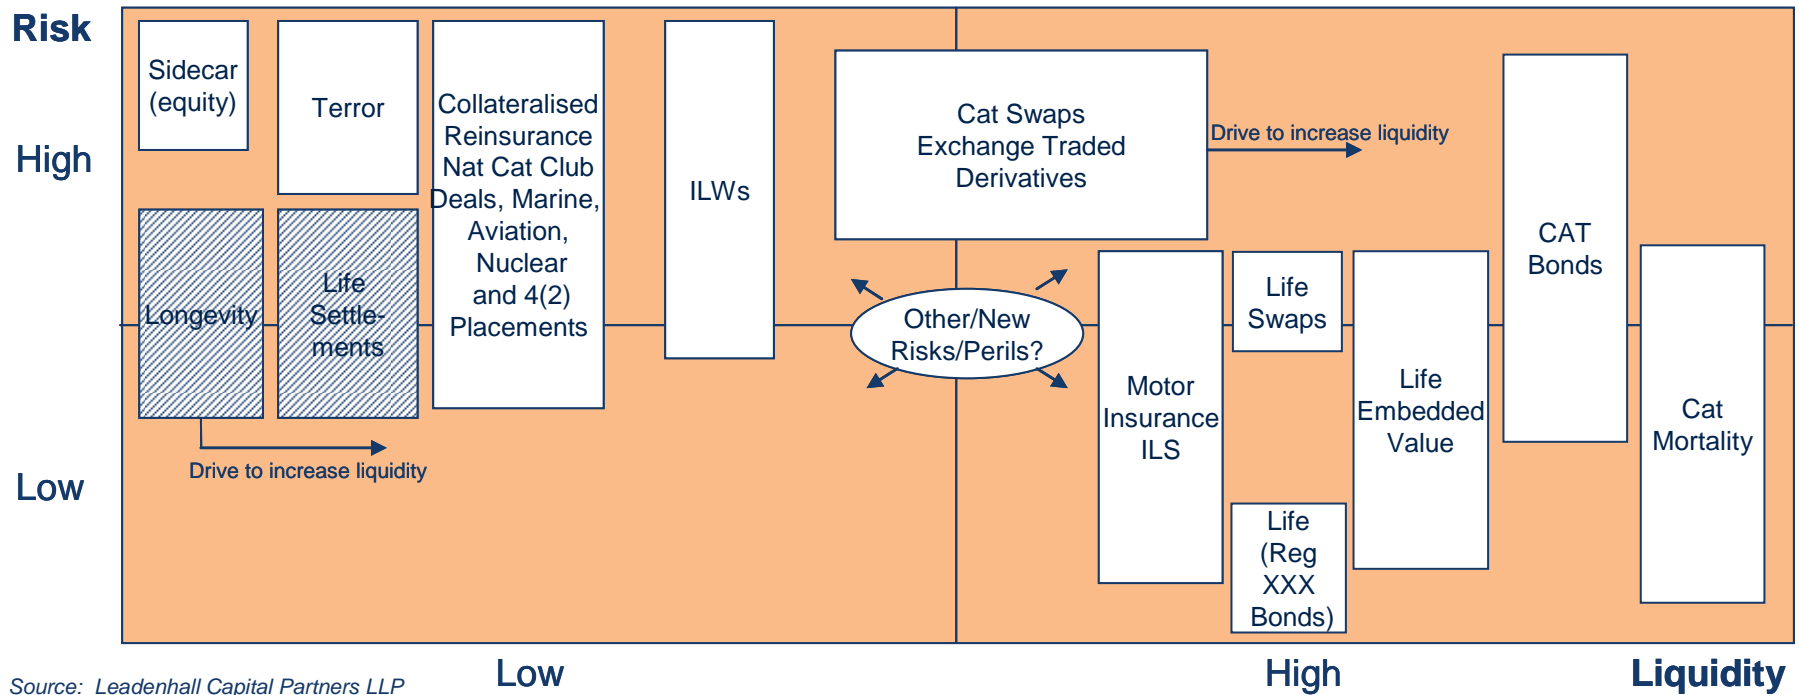 Risk
High
Low
Sidecar
(equity)
Terror
Collateralised
Reinsurance
Nat Cat Club
Deals, Marine,
Aviation,
Nuclear
and 4(2)
Placements
ILWs
Cat Swaps
Exchange Traded
Derivatives
Drive to increase liquidity
CAT
Bonds
Longevity
Life
Settle-
ments
Drive to increase liquidity
Other/New
Risks/Perils?
Motor
Insurance
ILS
Life
Swaps
Life
(Reg
XXX
Bonds)
Life
Embedded
Value
Cat
Mortality
Low
High
Liquidity
Source: Leadenhall Capital Partners LLP